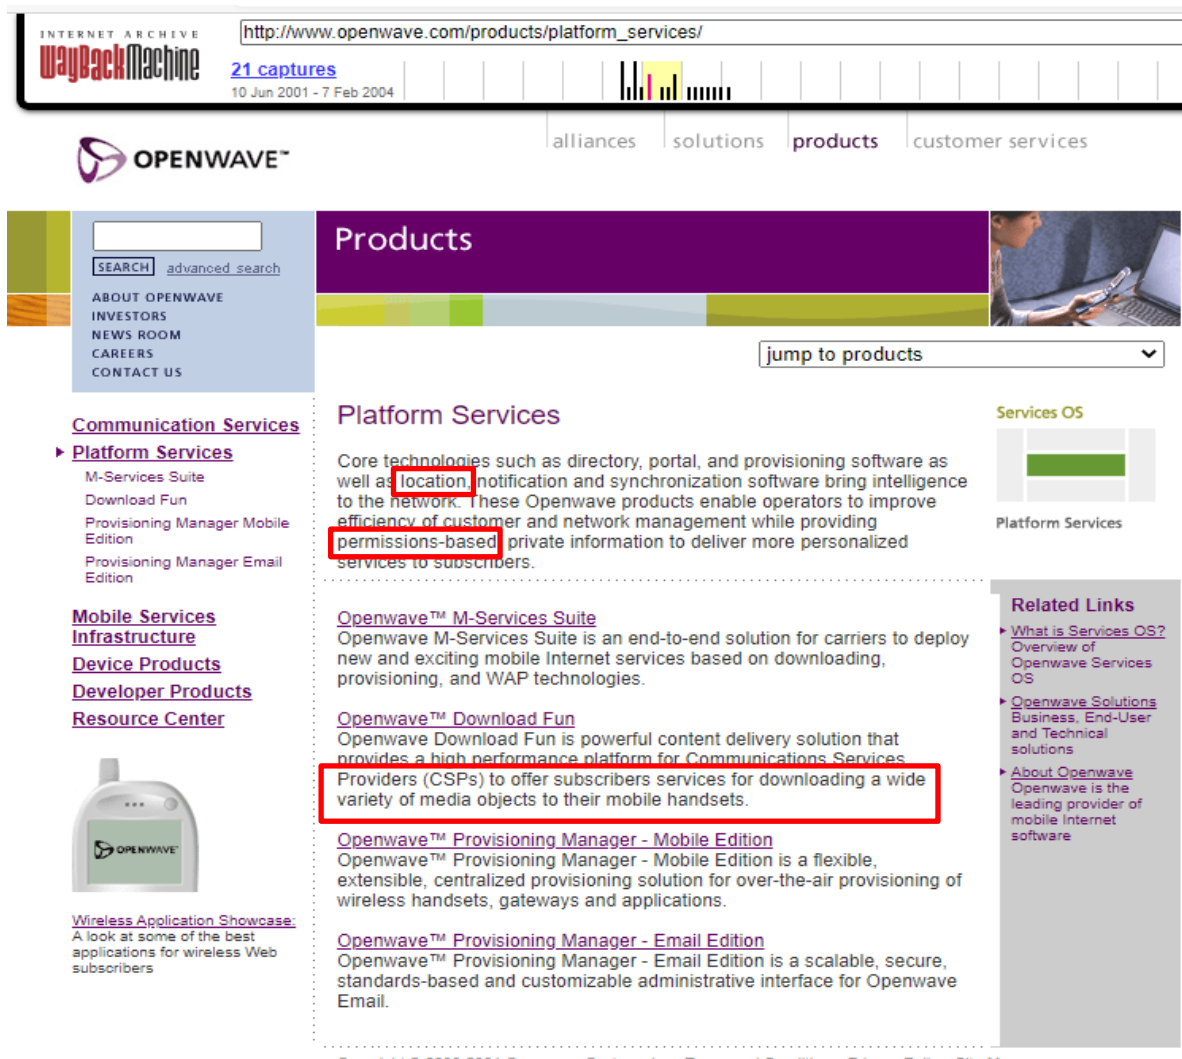 INTERNET ARCHIVE
WayBackMachine
http://www.openwave.com/products/platform_services/
21 captures
10 Jun 2001 - 7 Feb 2004
OPENWAVE™
alliances
solutions
products
customer services
SEARCH
advanced search
ABOUT OPENWAVE
INVESTORS
NEWS ROOM
CAREERS
CONTACT US
Products
jump to products
Communication Services
Platform Services
M-Services Suite
Download Fun
Provisioning Manager Mobile
Edition
Provisioning Manager Email
Edition
Mobile Services
Infrastructure
Device Products
Developer Products
Resource Center
OPENWAVE™
Wireless Application Showcase:
A look at some of the best
applications for wireless Web
subscribers
Platform Services
Core technologies such as directory, portal, and provisioning software as
well as location, notification and synchronization software bring intelligence
to the network. These Openwave products enable operators to improve
efficiency of customer and network management while providing
permissions-based, private information to deliver more personalized
services to subscribers.
Openwave™ M-Services Suite
Openwave M-Services Suite is an end-to-end solution for carriers to deploy
new and exciting mobile Internet services based on downloading,
provisioning, and WAP technologies.
Openwave™ Download Fun
Openwave Download Fun is powerful content delivery solution that
provides a high performance platform for Communications Services
Providers (CSPs) to offer subscribers services for downloading a wide
variety of media objects to their mobile handsets.
Openwave™ Provisioning Manager - Mobile Edition
Openwave™ Provisioning Manager - Mobile Edition is a flexible,
extensible, centralized provisioning solution for over-the-air provisioning of
wireless handsets, gateways and applications.
Openwave™ Provisioning Manager - Email Edition
Openwave™ Provisioning Manager - Email Edition is a scalable, secure,
standards-based and customizable administrative interface for Openwave
Email.
Services OS
Platform Services
Related Links
What is Services OS?
Overview of
Openwave Services
OS
Openwave Solutions
Business, End-User
and Technical
solutions
About Openwave
Openwave is the
leading provider of
mobile Internet
software